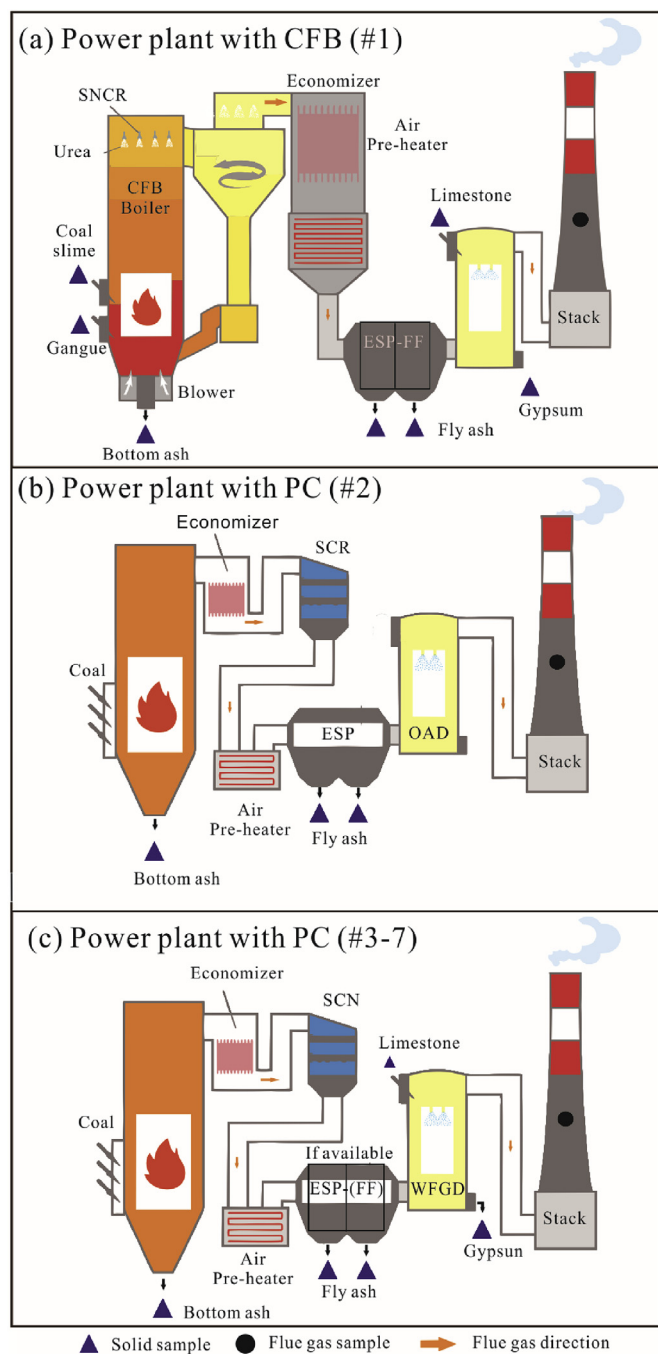 (a) Power plant with CFB (#1)
Economizer
SNCR
Urea
Air
Pre-heater
CFB
Boiler
Limestone
Coal
slime
Gangue
ESP-FF
Stack
Blower
Gypsum
Bottom ash
Fly ash
(b) Power plant with PC (#2)
Economizer
SCR
Coal
ESP
OAD
Stack
Air
Pre-heater
Fly ash
Bottom ash
(c) Power plant with PC (#3-7)
Economizer
SCN
Limestone
Coal
If available
ESP-(FF)
WFGD
Stack
Gypsun
Air
Pre-heater
Fly ash
Bottom ash
Solid sample
Flue gas sample
Flue gas direction